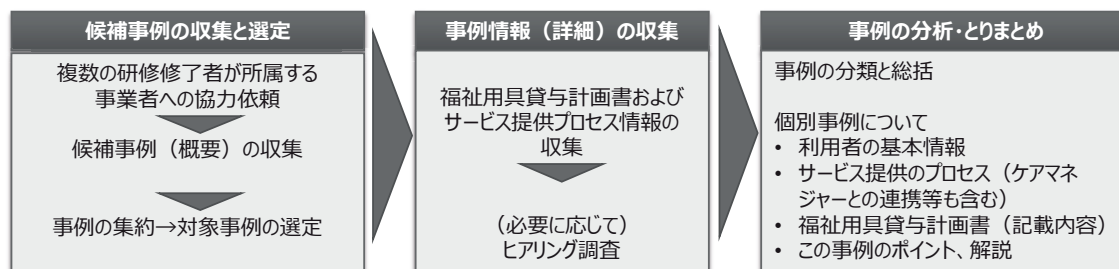 候補事例の収集と選定
複数の研修修了者が所属する
事業者への協力依頼
候補事例（概要）の収集
事例の集約→対象事例の選定
事例情報（詳細）の収集
福祉用具貸与計画書および
サービス提供プロセス情報の
収集
（必要に応じて）
ヒアリング調査
事例の分析・とりまとめ
事例の分類と総括
個別事例について
• 利用者の基本情報
• サービス提供のプロセス（ケアマネ
ジャーとの連携等も含む）
• 福祉用具貸与計画書（記載内容）
• この事例のポイント、解説